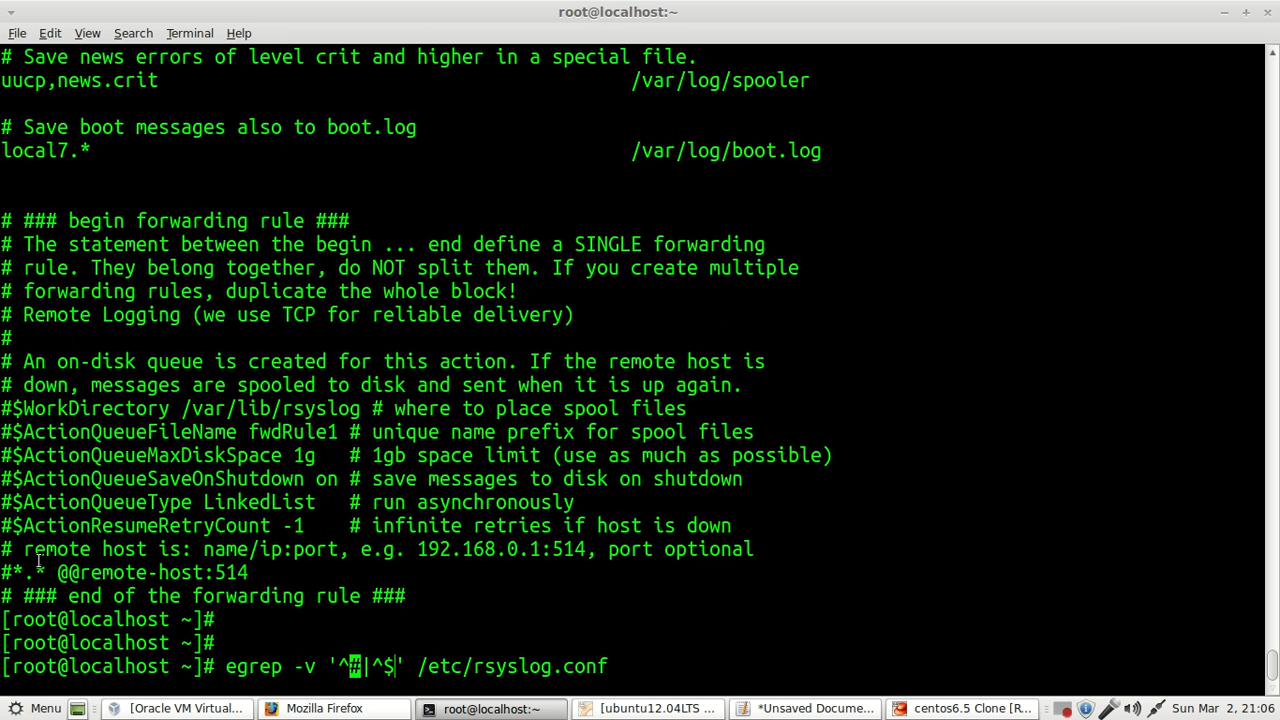 root@localhost:~
File Edit View Search Terminal Help
# Save news errors of level crit and higher in a special file.
uucp,news.crit /var/log/spooler
# Save boot messages also to boot.log
local7.* /var/log/boot.log
# ### begin forwarding rule ###
# The statement between the begin ... end define a SINGLE forwarding
# rule. They belong together, do NOT split them. If you create multiple
# forwarding rules, duplicate the whole block!
# Remote Logging (we use TCP for reliable delivery)
#
# An on-disk queue is created for this action. If the remote host is
# down, messages are spooled to disk and sent when it is up again.
#$WorkDirectory /var/lib/rsyslog # where to place spool files
#$ActionQueueFileName fwdRule1 # unique name prefix for spool files
#$ActionQueueMaxDiskSpace 1g # 1gb space limit (use as much as possible)
#$ActionQueueSaveOnShutdown on # save messages to disk on shutdown
#$ActionQueueType LinkedList # run asynchronously
#$ActionResumeRetryCount -1 # infinite retries if host is down
# remote host is: name/ip:port, e.g. 192.168.0.1:514, port optional
#*.* @@remote-host:514
# ### end of the forwarding rule ###
[root@localhost ~]#
[root@localhost ~]#
[root@localhost ~]# egrep -v '^#|^$' /etc/rsyslog.conf
Menu [Oracle VM Virtual... Mozilla Firefox root@localhost:~ [ubuntu12.04LTS ... *Unsaved Docume... centos6.5 Clone [R... Sun Mar 2, 21:06